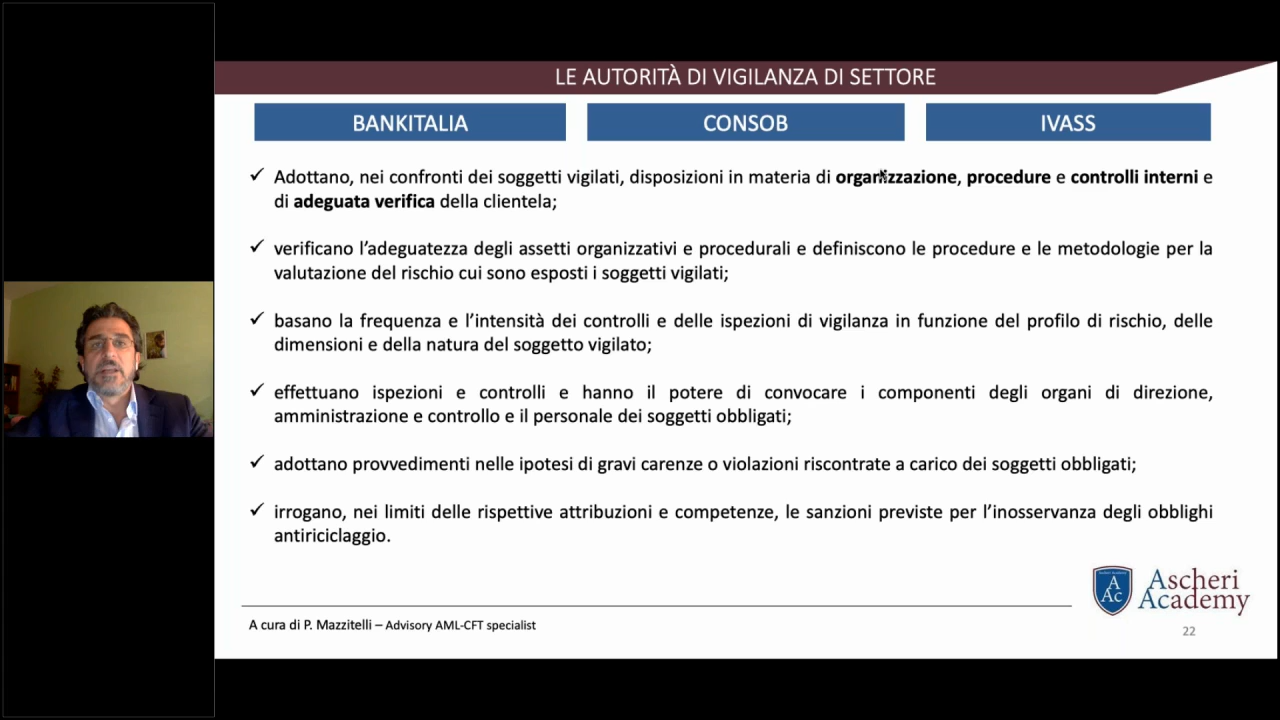 LE AUTORITÀ DI VIGILANZA DI SETTORE
BANKITALIA
CONSOB
IVASS
✓ Adottano, nei confronti dei soggetti vigilati, disposizioni in materia di organizzazione, procedure e controlli interni e
di adeguata verifica della clientela;
✓ verificano l’adeguatezza degli assetti organizzativi e procedurali e definiscono le procedure e le metodologie per la
valutazione del rischio cui sono esposti i soggetti vigilati;
✓ basano la frequenza e l’intensità dei controlli e delle ispezioni di vigilanza in funzione del profilo di rischio, delle
dimensioni e della natura del soggetto vigilato;
✓ effettuano ispezioni e controlli e hanno il potere di convocare i componenti degli organi di direzione,
amministrazione e controllo e il personale dei soggetti obbligati;
✓ adottano provvedimenti nelle ipotesi di gravi carenze o violazioni riscontrate a carico dei soggetti obbligati;
✓ irrogano, nei limiti delle rispettive attribuzioni e competenze, le sanzioni previste per l’inosservanza degli obblighi
antiriciclaggio.
A
Ac
Ascheri
Academy
A cura di P. Mazzitelli – Advisory AML-CFT specialist
22